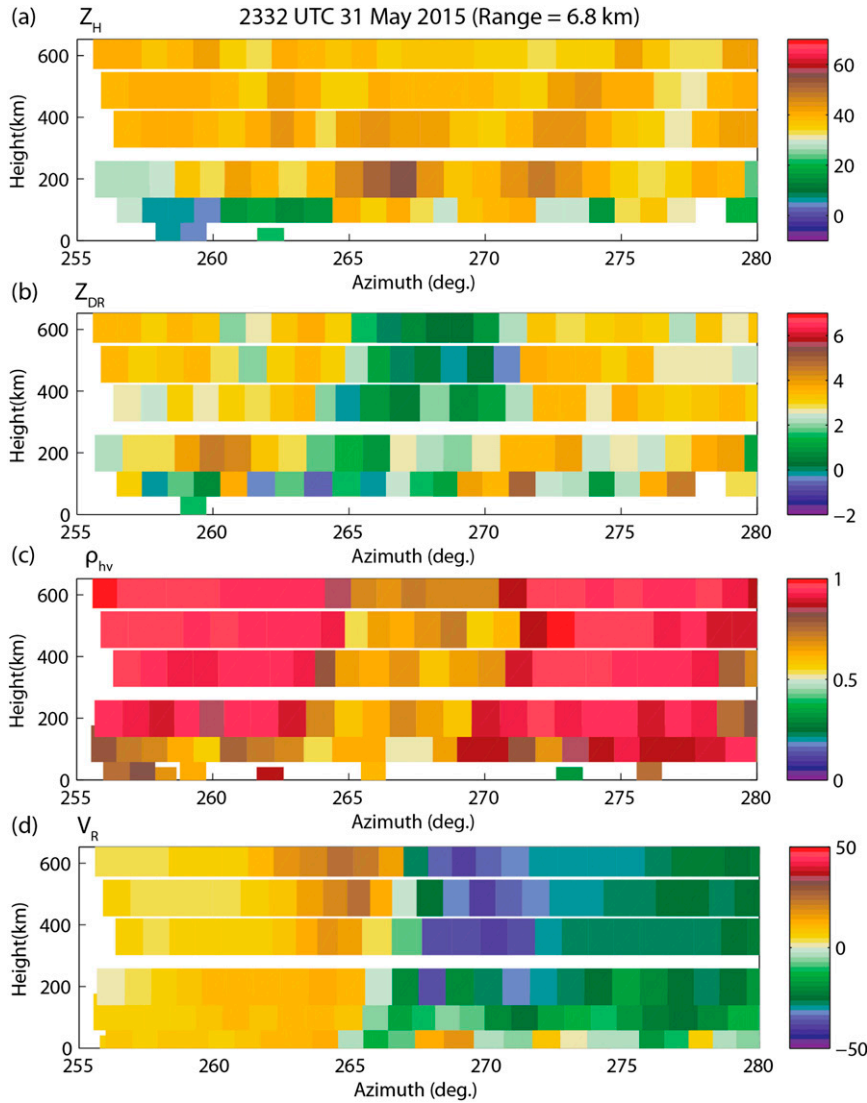 (a) Z_H 2332 UTC 31 May 2015 (Range = 6.8 km)
Height(km)
600
400
200
0
255 260 265 270 275 280
Azimuth (deg.)
60
40
20
0
(b) Z_DR
Height(km)
600
400
200
0
255 260 265 270 275 280
Azimuth (deg.)
6
4
2
0
−2
(c) ρ_hv
Height(km)
600
400
200
0
255 260 265 270 275 280
Azimuth (deg.)
1
0.5
0
(d) V_R
Height(km)
600
400
200
0
255 260 265 270 275 280
Azimuth (deg.)
50
0
−50